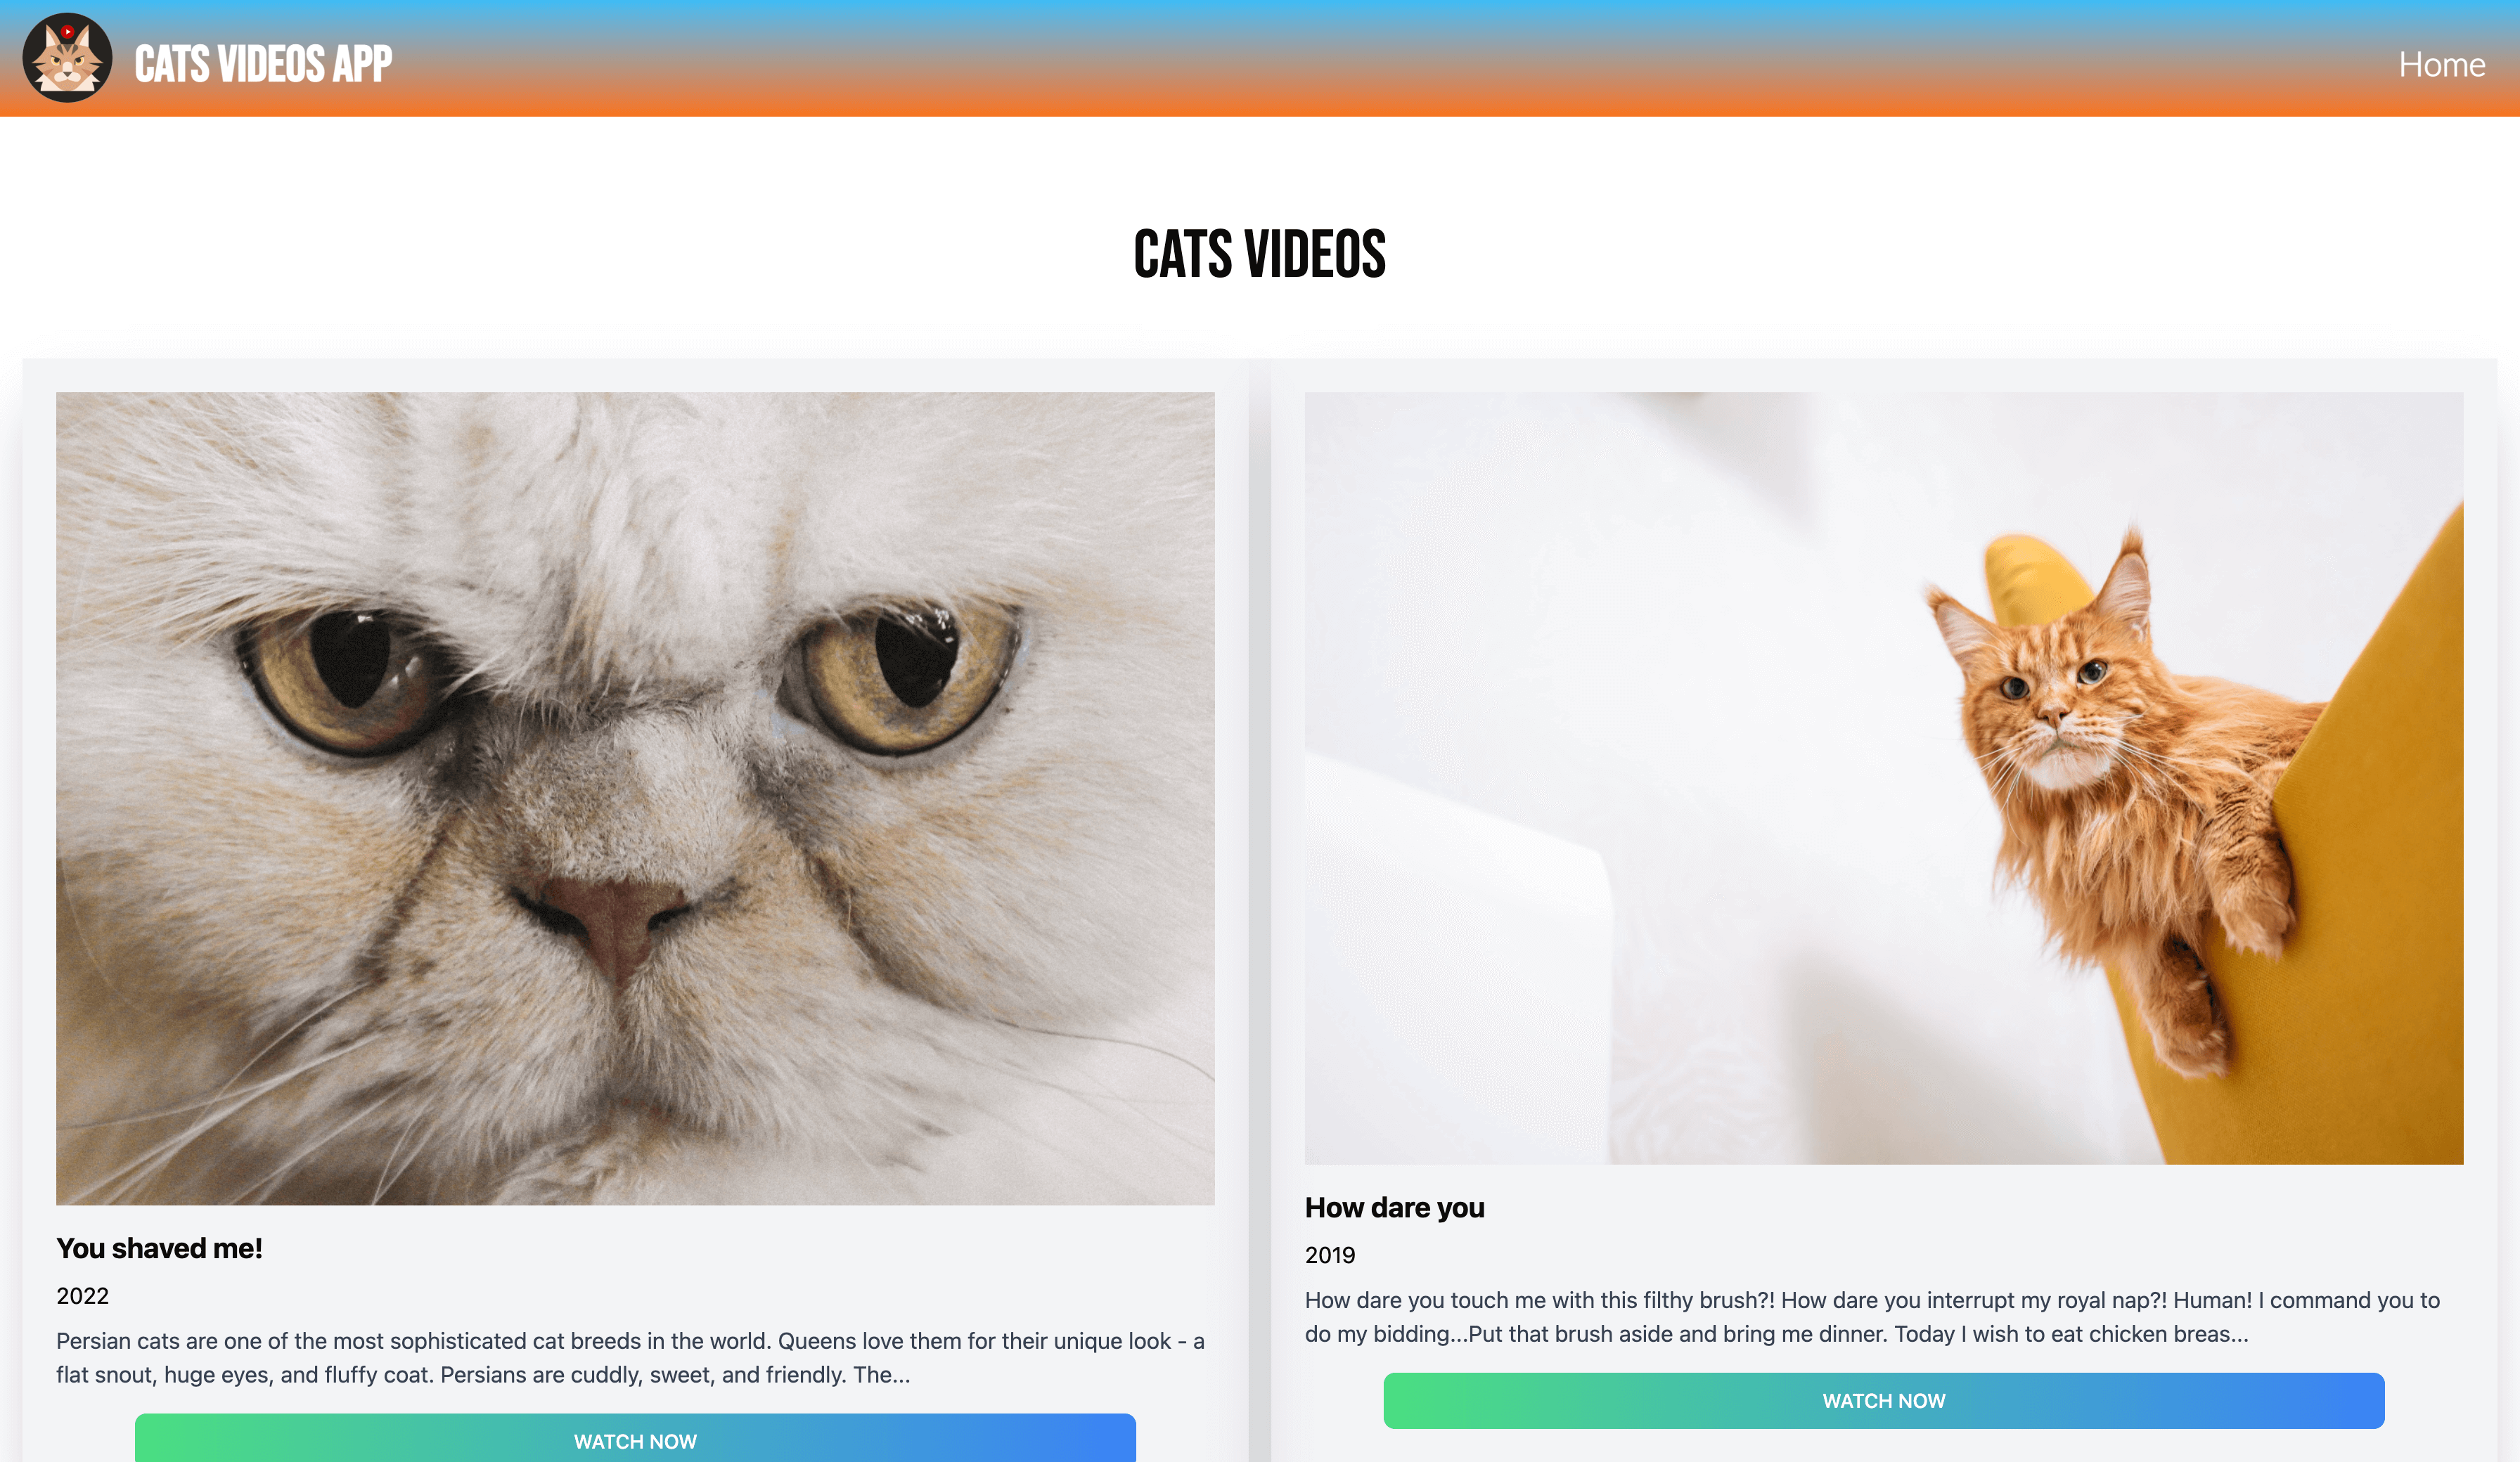 CATS VIDEOS APP
Home
CATS VIDEOS
You shaved me!
2022
Persian cats are one of the most sophisticated cat breeds in the world. Queens love them for their unique look - a
flat snout, huge eyes, and fluffy coat. Persians are cuddly, sweet, and friendly. The...
WATCH NOW
How dare you
2019
How dare you touch me with this filthy brush?! How dare you interrupt my royal nap?! Human! I command you to
do my bidding...Put that brush aside and bring me dinner. Today I wish to eat chicken breas...
WATCH NOW